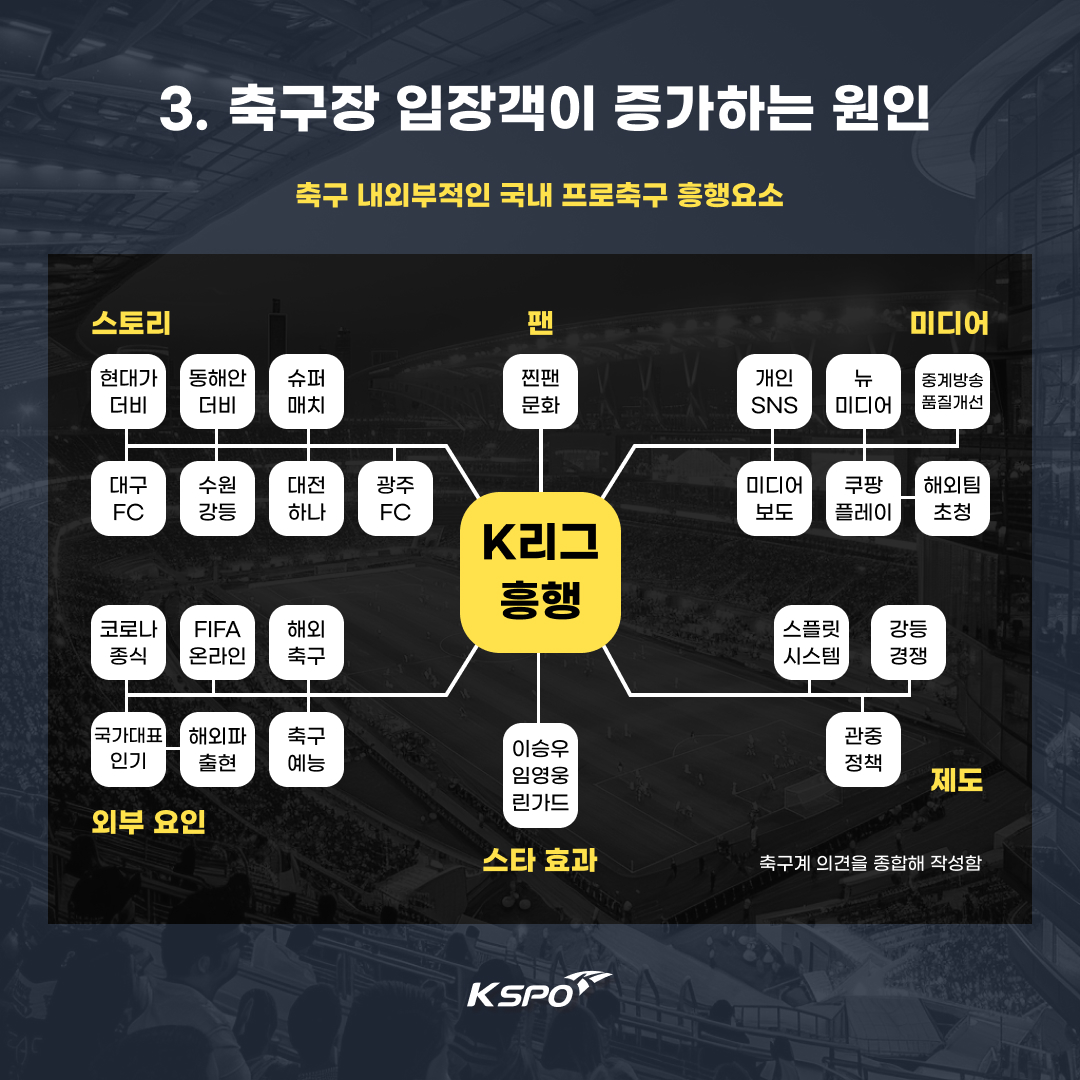 3. 축구장 입장객이 증가하는 원인
축구 내외부적인 국내 프로축구 흥행요소
스토리
현대가
더비
동해안
더비
슈퍼
매치
대구
FC
수원
강등
대전
하나
광주
FC
팬
찐팬
문화
미디어
개인
SNS
뉴
미디어
중계방송
품질개선
미디어
보도
쿠팡
플레이
해외팀
초청
K리그
흥행
코로나
종식
FIFA
온라인
해외
축구
국가대표
인기
해외파
출현
축구
예능
외부 요인
이승우
임영웅
린가드
스타 효과
스플릿
시스템
강등
경쟁
관중
정책
제도
축구계 의견을 종합해 작성함
KSPO